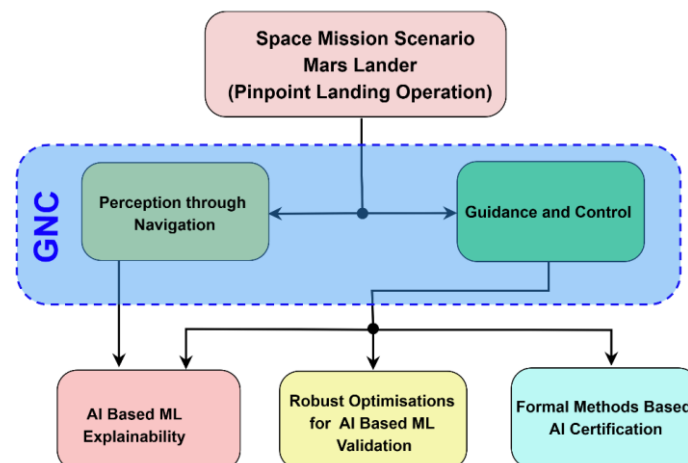 Space Mission Scenario
Mars Lander
(Pinpoint Landing Operation)
GNC
Perception through
Navigation
Guidance and Control
AI Based ML
Explainability
Robust Optimisations
for AI Based ML
Validation
Formal Methods Based
AI Certification